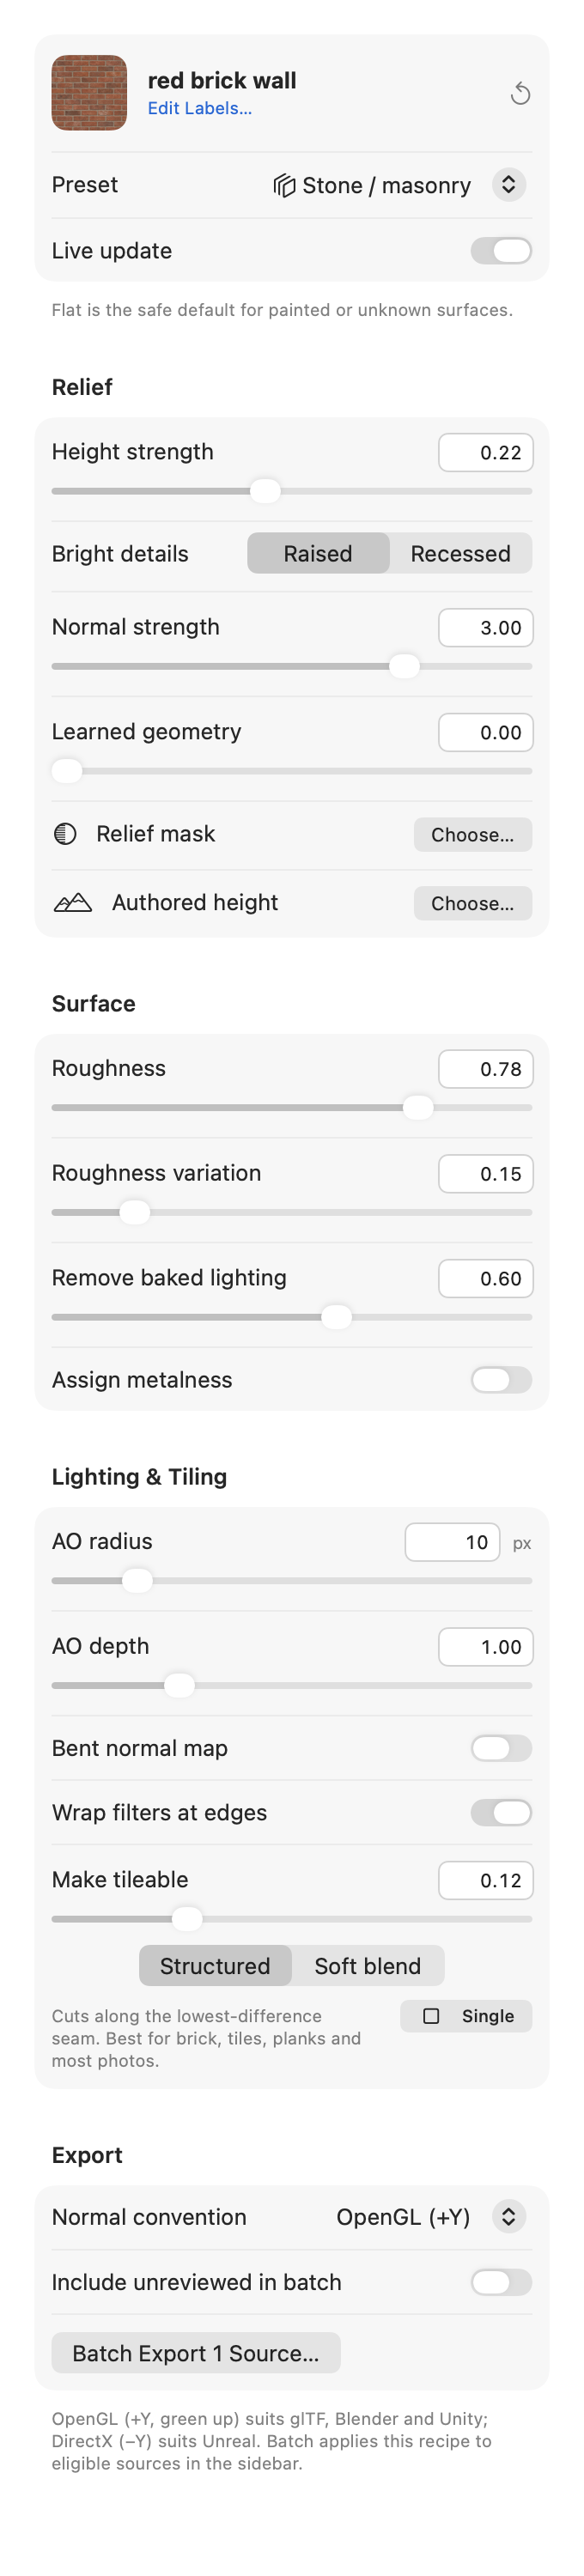 red brick wall
Edit Labels...
Preset
Stone / masonry
Live update
Flat is the safe default for painted or unknown surfaces.
Relief
Height strength
0.22
Bright details
Raised
Recessed
Normal strength
3.00
Learned geometry
0.00
Relief mask
Choose...
Authored height
Choose...
Surface
Roughness
0.78
Roughness variation
0.15
Remove baked lighting
0.60
Assign metalness
Lighting & Tiling
AO radius
10 px
AO depth
1.00
Bent normal map
Wrap filters at edges
Make tileable
0.12
Structured
Soft blend
Cuts along the lowest-difference
seam. Best for brick, tiles, planks and
most photos.
Single
Export
Normal convention
OpenGL (+Y)
Include unreviewed in batch
Batch Export 1 Source...
OpenGL (+Y, green up) suits glTF, Blender and Unity;
DirectX (−Y) suits Unreal. Batch applies this recipe to
eligible sources in the sidebar.